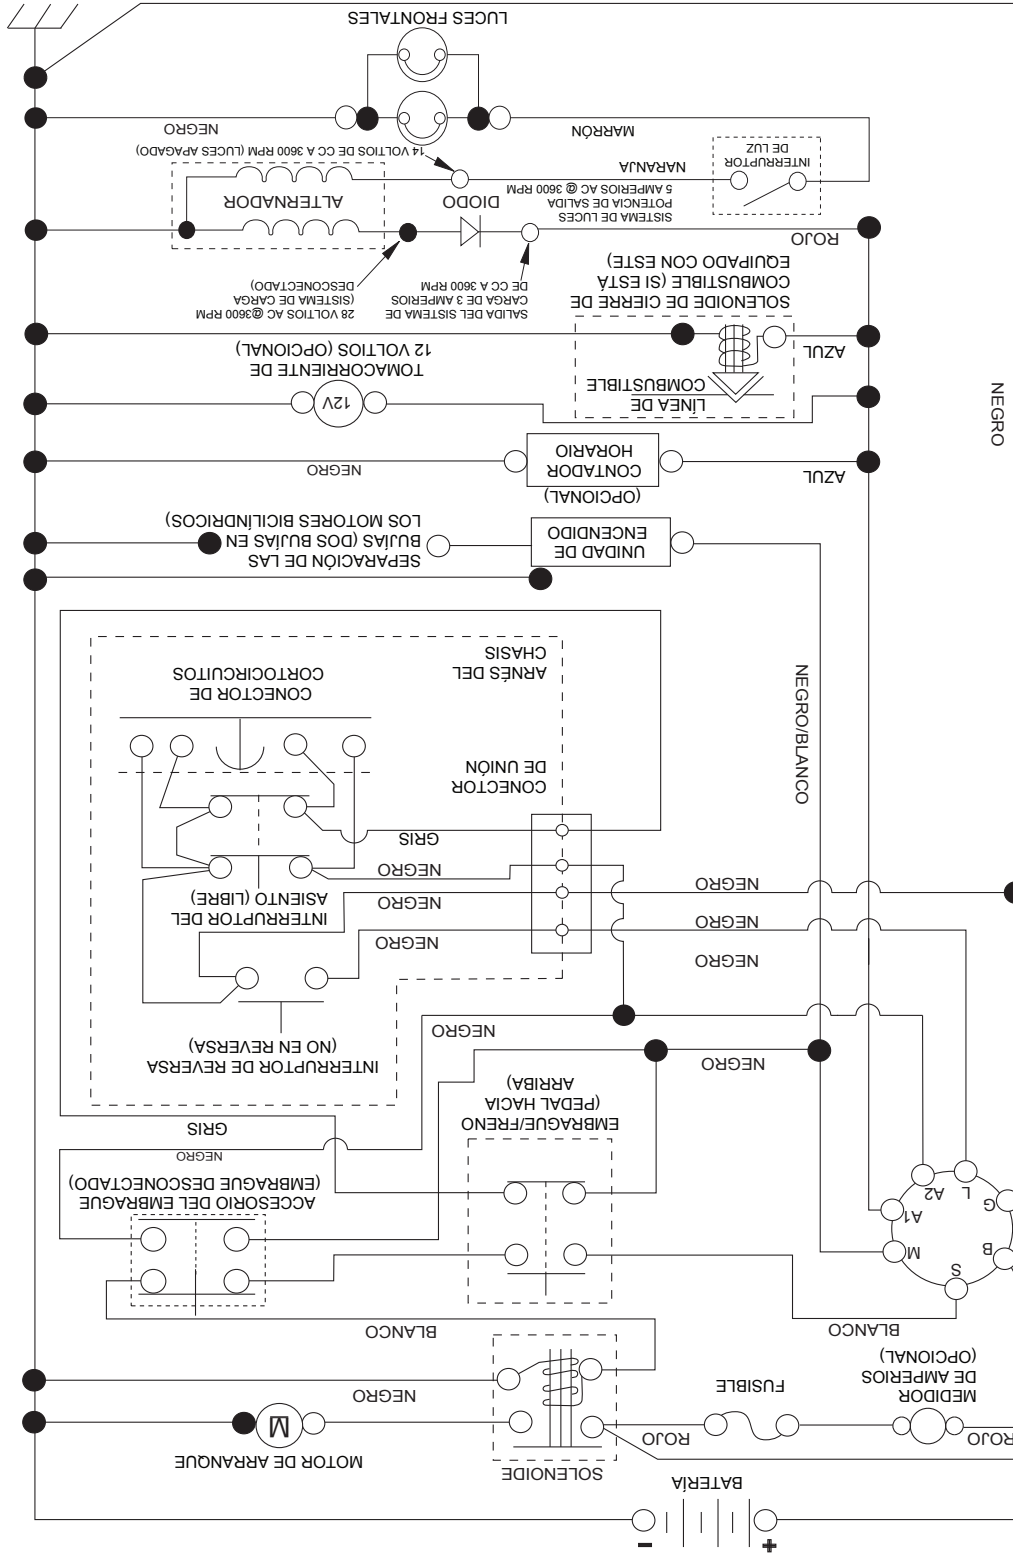 +
-
BATERÍA
SOLENOIDE
MOTOR DE ARRANQUE
ROJO
ROJO
M
NEGRO
MEDIDOR
DE AMPERIOS
(OPCIONAL)
FUSIBLE
BLANCO
BLANCO
S
B
M
G
A1
L
A2
ACCESORIO DEL EMBRAGUE
(EMBRAGUE DESCONECTADO)
NEGRO
GRIS
EMBRAGUE/FRENO
(PEDAL HACIA
ARRIBA)
NEGRO
INTERRUPTOR DE REVERSA
(NO EN REVERSA)
NEGRO
NEGRO
NEGRO
NEGRO
NEGRO
INTERRUPTOR DEL
ASIENTO (LIBRE)
NEGRO
NEGRO
GRIS
CONECTOR
DE UNIÓN
NEGRO/BLANCO
CONECTOR DE
CORTOCIRCUITOS
ARNÉS DEL
CHASIS
UNIDAD DE
ENCENDIDO
SEPARACIÓN DE LAS
BUJÍAS (DOS BUJÍAS EN
LOS MOTORES BICILÍNDRICOS)
(OPCIONAL)
CONTADOR
HORARIO
AZUL
NEGRO
NEGRO
LÍNEA DE
COMBUSTIBLE
12V
TOMACORRIENTE DE
12 VOLTIOS (OPCIONAL)
AZUL
SOLENOIDE DE CIERRE DE
COMBUSTIBLE (SI ESTÁ
EQUIPADO CON ESTE)
SALIDA DEL SISTEMA DE
CARGA DE 3 AMPERIOS
DE CC A 3600 RPM
28 VOLTIOS AC @3600 RPM
(SISTEMA DE CARGA
DESCONECTADO)
ROJO
DIODO
ALTERNADOR
SISTEMA DE LUCES
POTENCIA DE SALIDA
5 AMPERIOS @ AC 3600 RPM
NARANJA
INTERRUPTOR
DE LUZ
14 VOLTIOS DE CC A 3600 RPM (LUCES APAGADO)
MARRÓN
NEGRO
LUCES FRONTALES